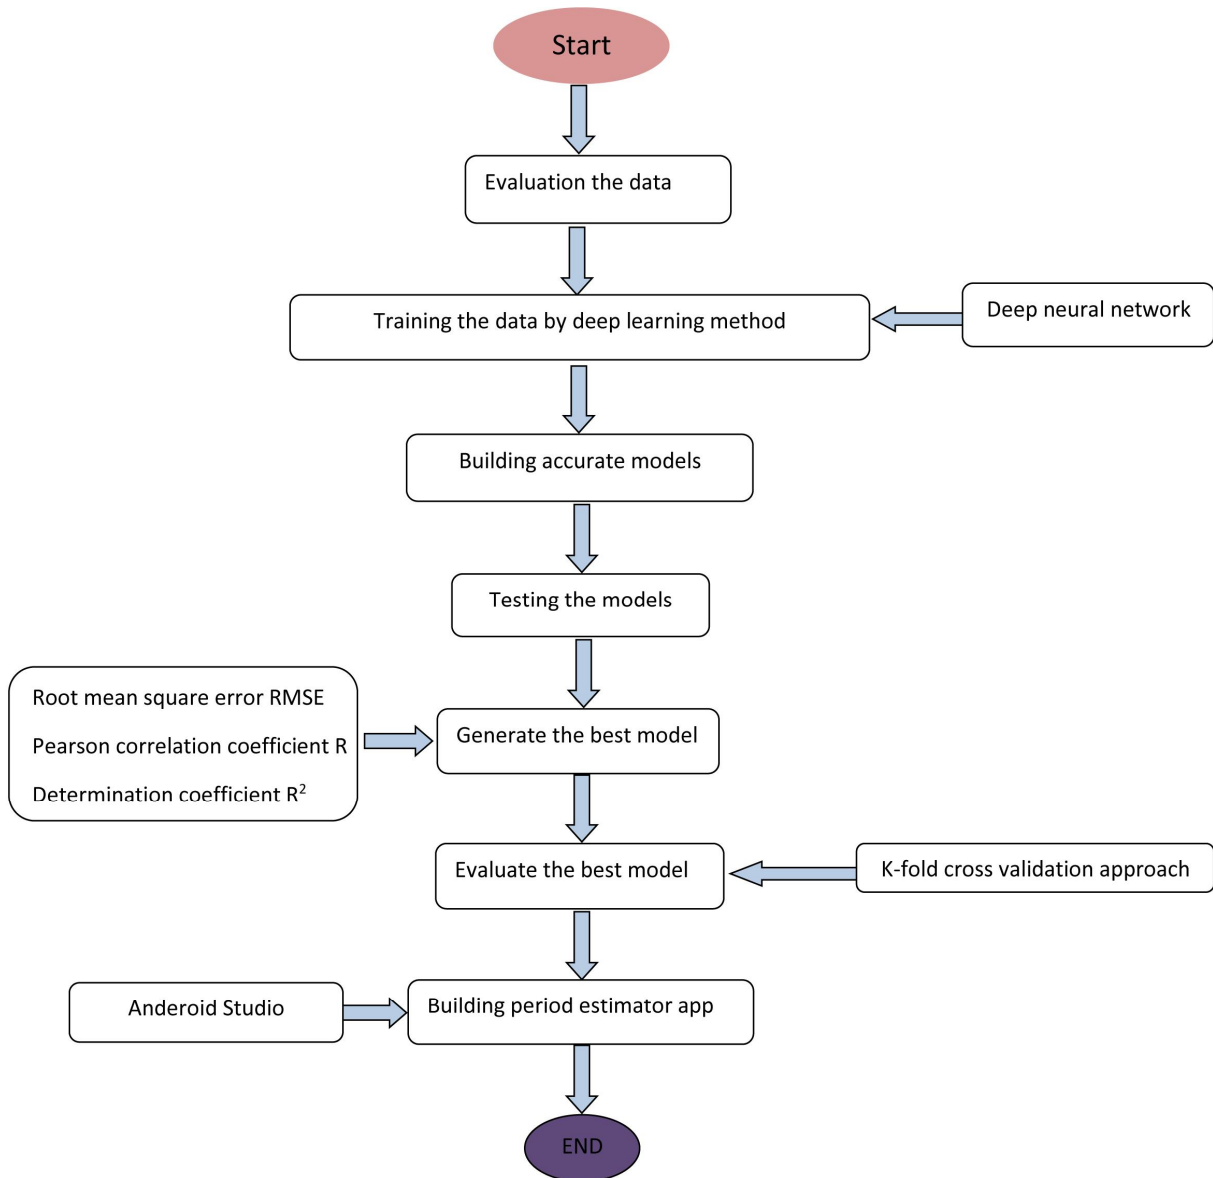 Start
Evaluation the data
Training the data by deep learning method
Deep neural network
Building accurate models
Testing the models
Root mean square error RMSE
Pearson correlation coefficient R
Determination coefficient R²
Generate the best model
Evaluate the best model
K-fold cross validation approach
Anderoid Studio
Building period estimator app
END